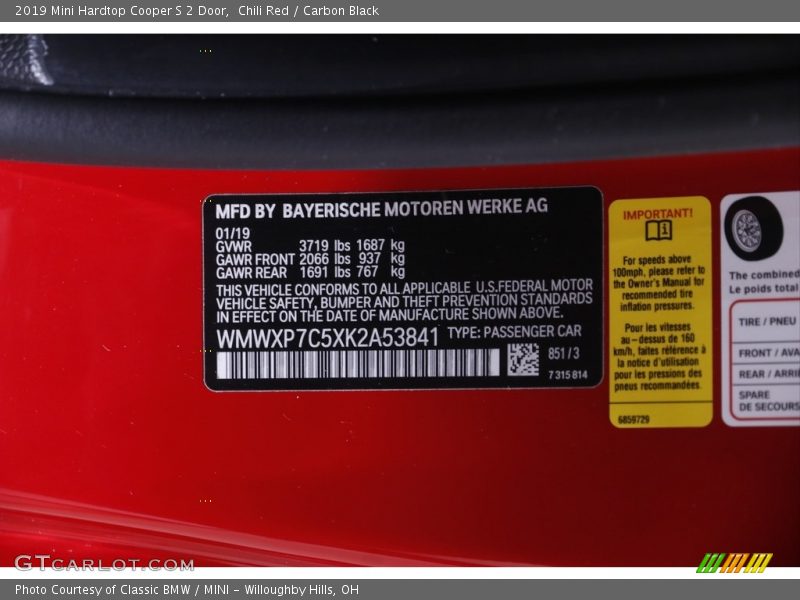 2019 Mini Hardtop Cooper S 2 Door,  Chili Red / Carbon Black
MFD BY BAYERISCHE MOTOREN WERKE AG
01/19
GVWR 3719 lbs 1687 kg
GAWR FRONT 2066 lbs 937 kg
GAWR REAR 1691 lbs 767 kg
THIS VEHICLE CONFORMS TO ALL APPLICABLE U.S.FEDERAL MOTOR
VEHICLE SAFETY, BUMPER AND THEFT PREVENTION STANDARDS
IN EFFECT ON THE DATE OF MANUFACTURE SHOWN ABOVE.
WMWXP7C5XK2A53841 TYPE: PASSENGER CAR
851/3
7315814
IMPORTANT!
For speeds above
100mph, please refer to
the Owner's Manual for
recommended tire
inflation pressures.
Pour les vitesses
au-dessus de 160
km/h, faites référence à
la notice d'utilisation
pour les pressions des
pneus recommandées.
6859729
The combined
Le poids total
TIRE / PNEU
FRONT / AVA
REAR / ARRIÈ
SPARE
DE SECOURS
GTCARLOT.COM
Photo Courtesy of Classic BMW / MINI - Willoughby Hills, OH